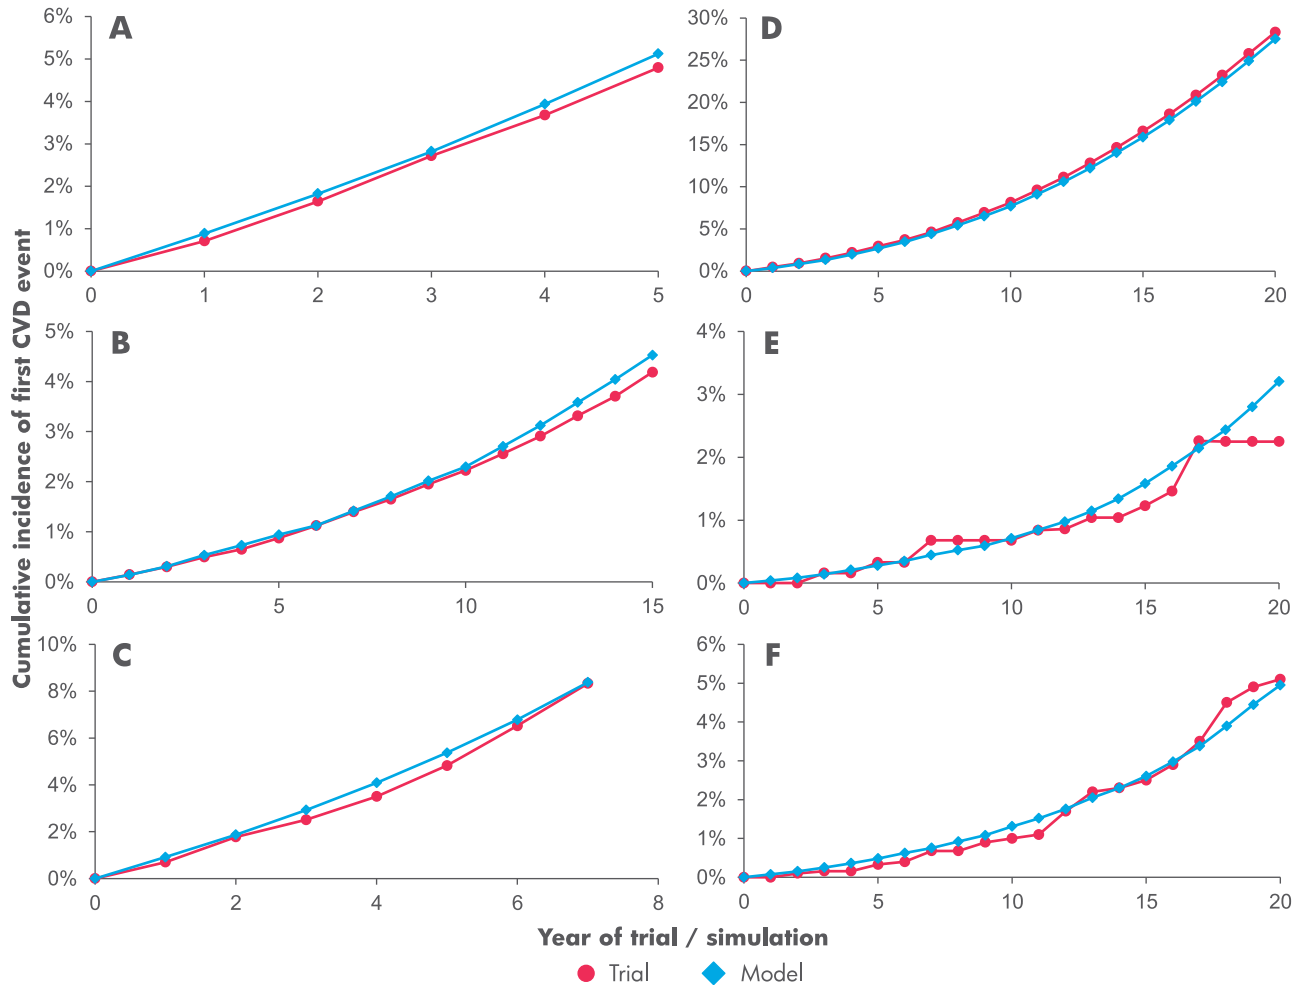 Cumulative incidence of first CVD event
A
6%
5%
4%
3%
2%
1%
0%
0 1 2 3 4 5
B
5%
4%
3%
2%
1%
0%
0 5 10 15
C
10%
8%
6%
4%
2%
0%
0 2 4 6 8
D
30%
25%
20%
15%
10%
5%
0%
0 5 10 15 20
E
4%
3%
2%
1%
0%
0 5 10 15 20
F
6%
5%
4%
3%
2%
1%
0%
0 5 10 15 20
Year of trial / simulation
Trial Model